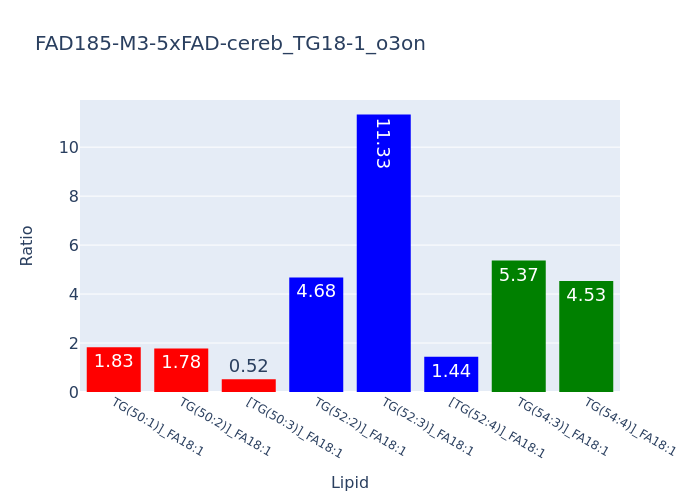 FAD185-M3-5xFAD-cereb_TG18-1_o3on
Ratio
10
8
6
4
2
0
1.83
1.78
0.52
4.68
11.33
1.44
5.37
4.53
TG(50:1)]_FA18:1
TG(50:2)]_FA18:1
[TG(50:3)]_FA18:1
TG(52:2)]_FA18:1
TG(52:3)]_FA18:1
[TG(52:4)]_FA18:1
TG(54:3)]_FA18:1
TG(54:4)]_FA18:1
Lipid